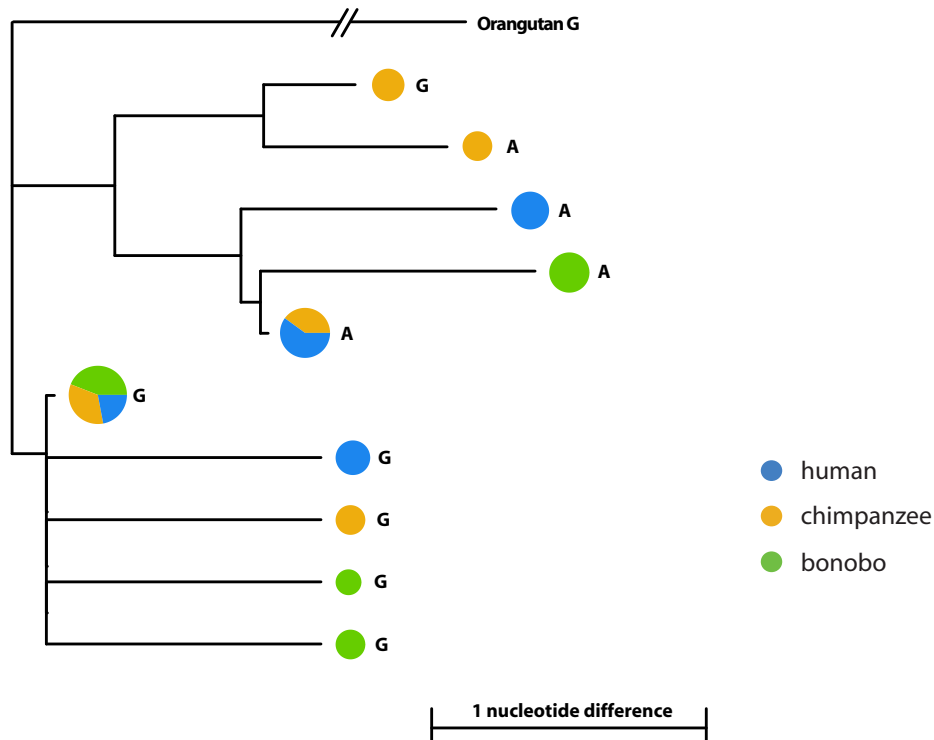 Orangutan G
G
A
A
A
A
G
G
G
G
G
human
chimpanzee
bonobo
1 nucleotide difference